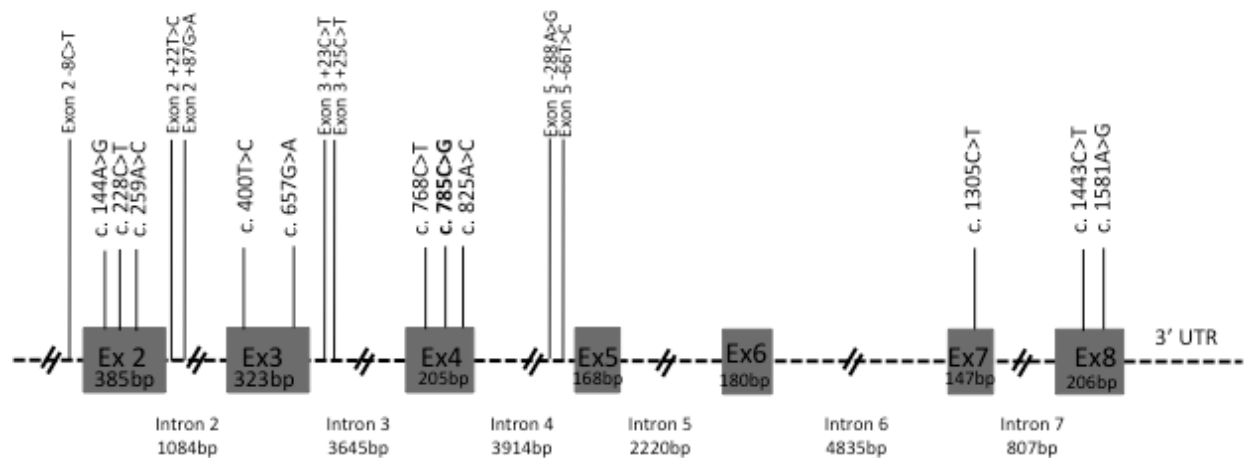 Exon 2 -8C>T
Exon 2 +22T>C
Exon 2 +87G>A
Exon 3 +23C>T
Exon 3 +25C>T
Exon 5 -288A>G
Exon 5 -66T>C
c. 144A>G
c. 228C>T
c. 259A>C
c. 400T>C
c. 657G>A
c. 768C>T
c. 785C>G
c. 825A>C
c. 1305C>T
c. 1443C>T
c. 1581A>G
3' UTR
Ex 2
385bp
Ex3
323bp
Ex4
205bp
Ex5
168bp
Ex6
180bp
Ex7
147bp
Ex8
206bp
Intron 2
1084bp
Intron 3
3645bp
Intron 4
3914bp
Intron 5
2220bp
Intron 6
4835bp
Intron 7
807bp